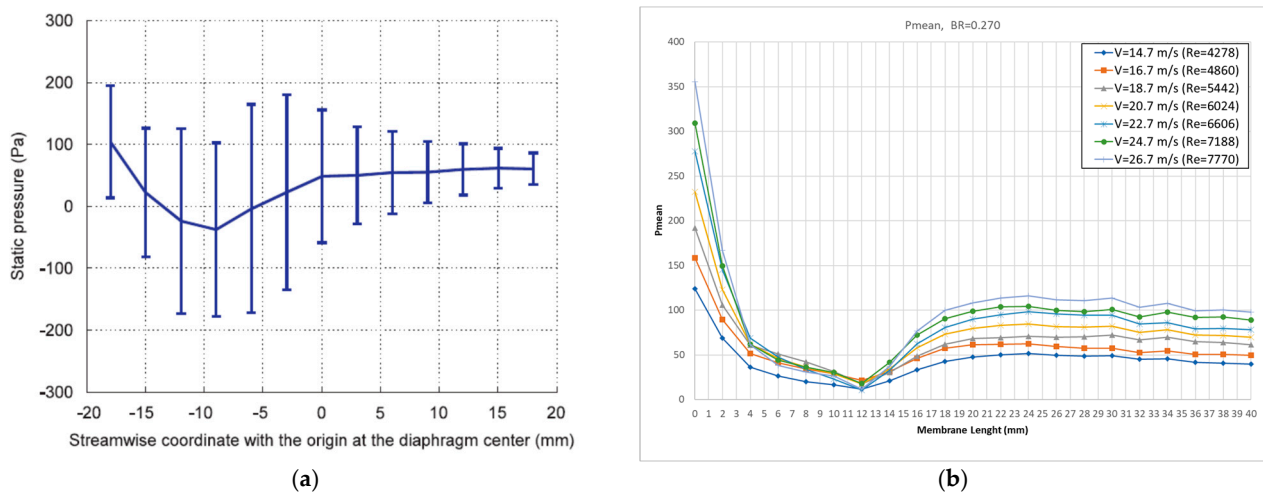 300
200
100
0
-100
-200
-300
Static pressure (Pa)
-20 -15 -10 -5 0 5 10 15 20
Streamwise coordinate with the origin at the diaphragm center (mm)
(a)
Pmean, BR=0.270
400
350
300
250
200
150
100
50
0
Pmean
V=14.7 m/s (Re=4278)
V=16.7 m/s (Re=4860)
V=18.7 m/s (Re=5442)
V=20.7 m/s (Re=6024)
V=22.7 m/s (Re=6606)
V=24.7 m/s (Re=7188)
V=26.7 m/s (Re=7770)
0 1 2 3 4 5 6 7 8 9 10 11 12 13 14 15 16 17 18 19 20 21 22 23 24 25 26 27 28 29 30 31 32 33 34 35 36 37 38 39 40
Membrane Lenght (mm)
(b)